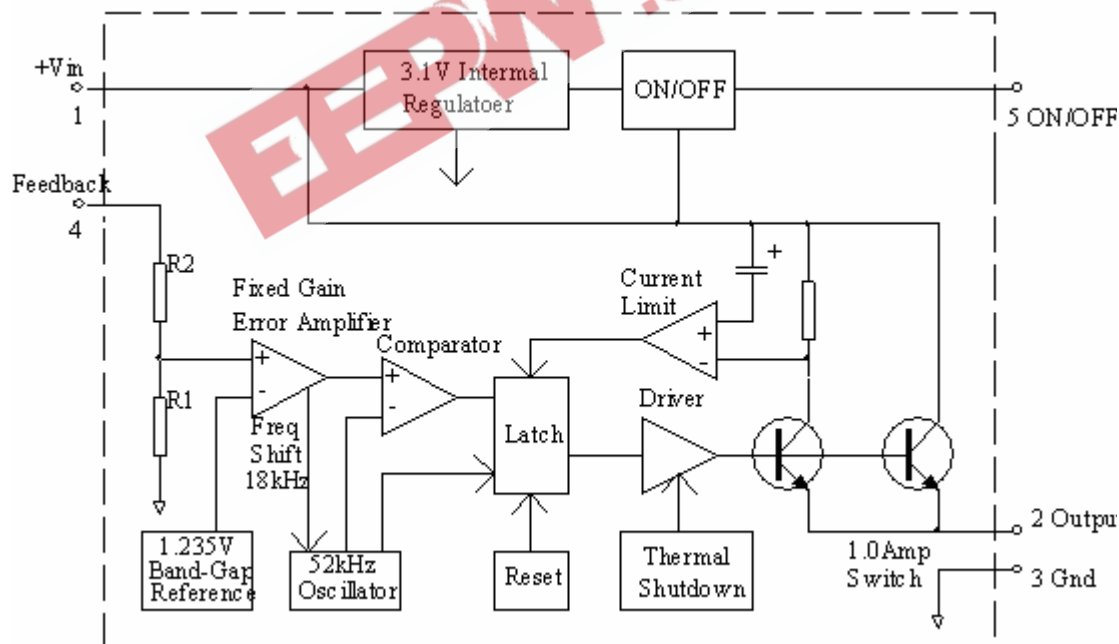 EEPW
+Vin
1
3.1V Intermal
Regulatoer
ON/OFF
5 ON/OFF
Feedback
4
R2
Fixed Gain
Error Amplifier
Comparator
Current
Limit
+
+
-
+
-
+
-
R1
Freq
Shift
18kHz
Latch
Driver
1.235V
Band-Gap
Reference
52kHz
Oscillator
Reset
Thermal
Shutdown
1.0Amp
Switch
2 Output
3 Gnd